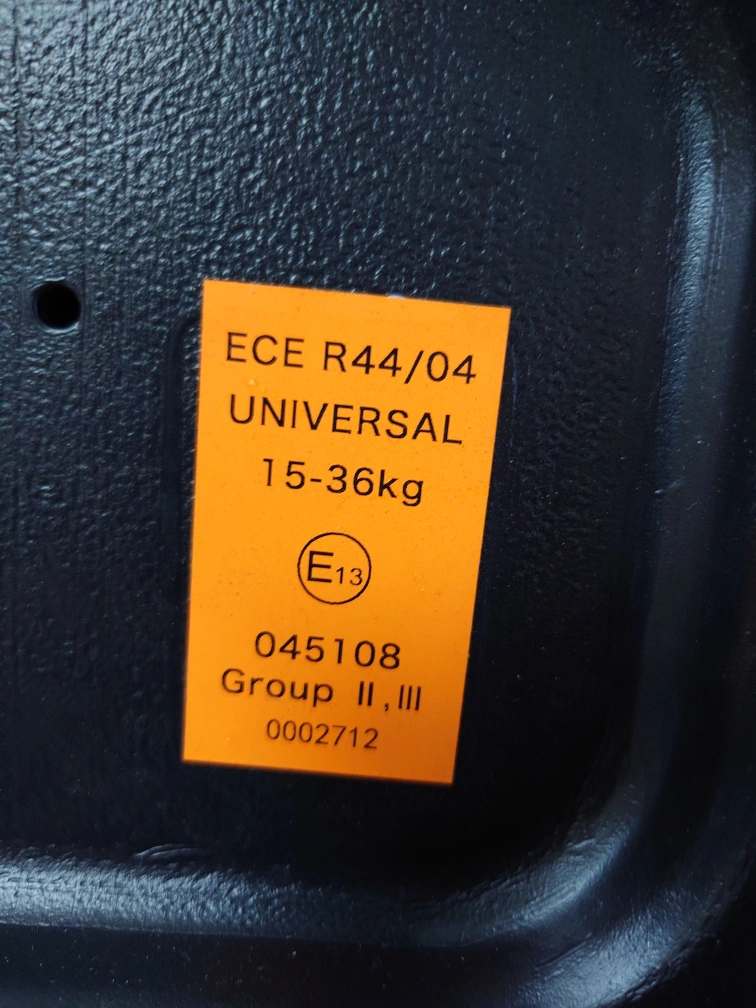 ECE R44/04
UNIVERSAL
15-36kg
E13
045108
Group II,III
0002712